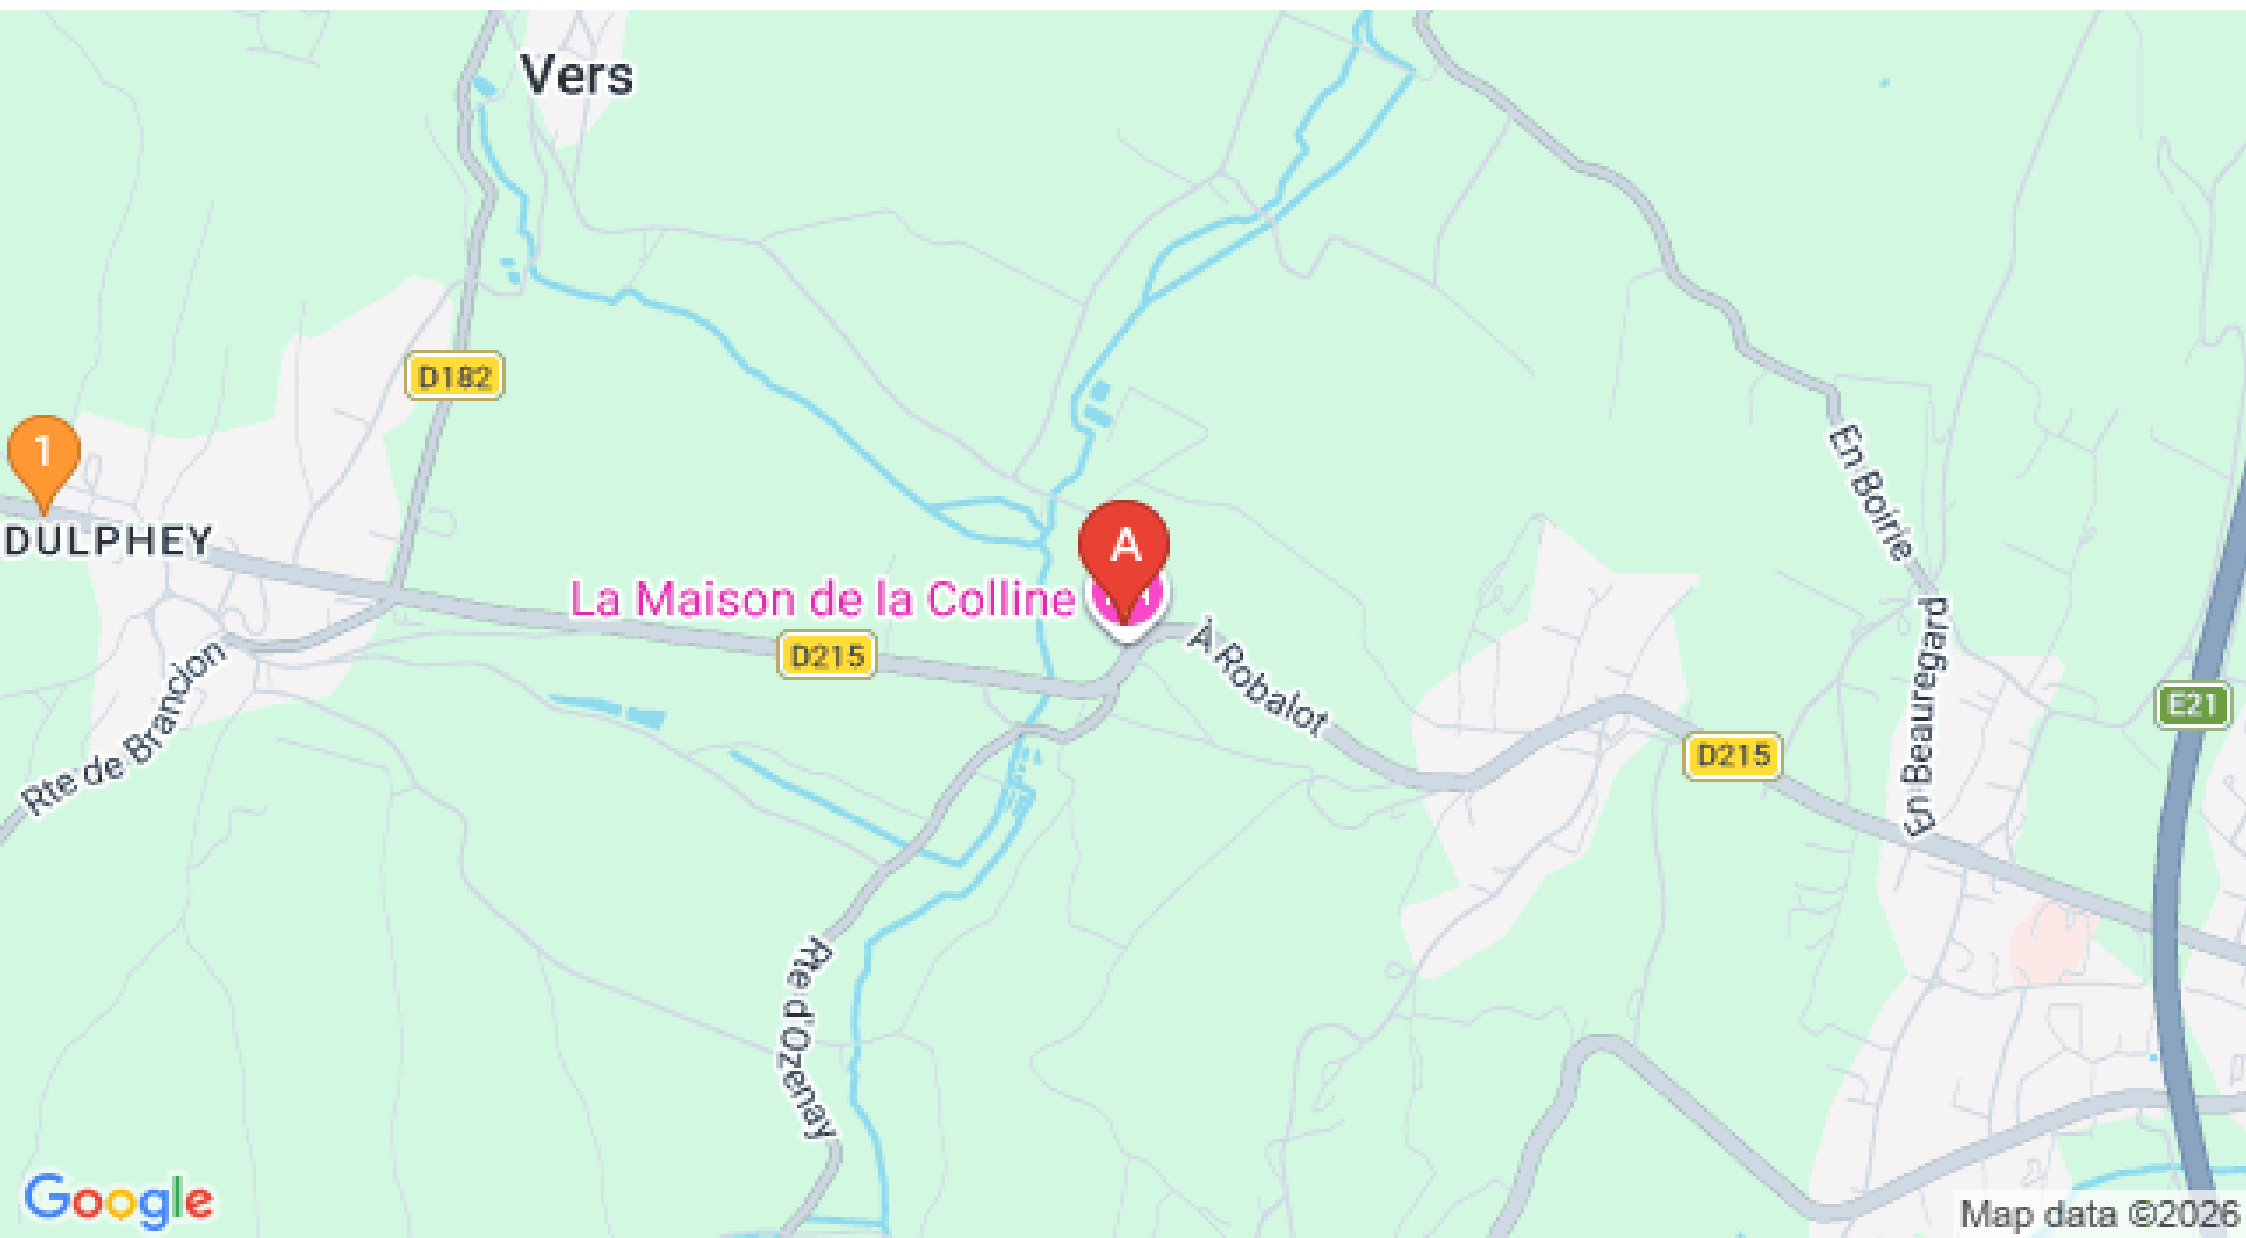 Vers
D182
1
DULPHEY
A
La Maison de la Colline
D215
À Robalot
Rte de Brancion
En Boirie
En Beauregard
E21
D215
Rte d'Ozenay
Google
Map data ©2026